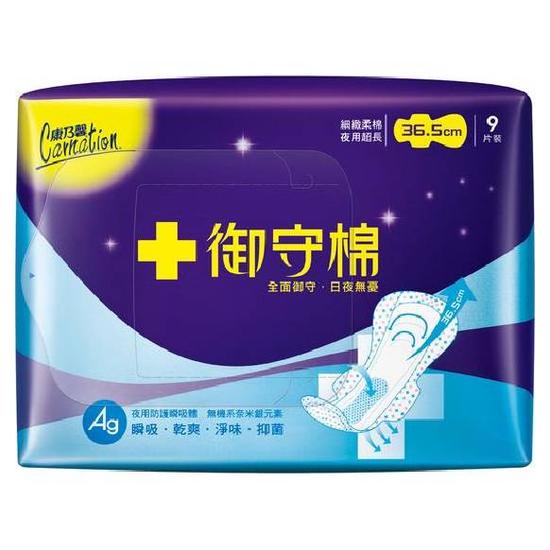 康乃馨
Carnation
細緻柔棉
夜用超長
36.5cm
9
片裝
御守棉
全面御守・日夜無憂
36.5cm
Ag
夜用防護瞬吸體 無機系奈米銀元素
瞬吸・乾爽・淨味・抑菌